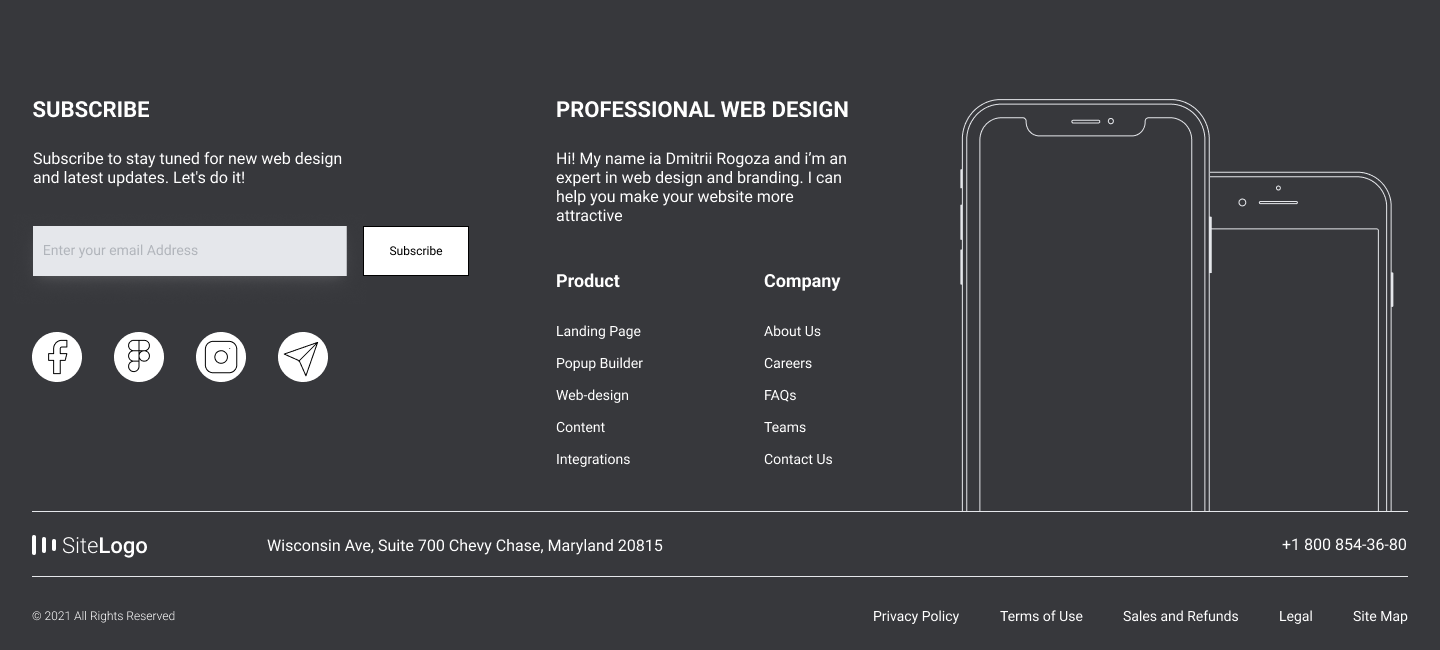 SUBSCRIBE
Subscribe to stay tuned for new web design
and latest updates. Let's do it!
Enter your email Address
Subscribe
PROFESSIONAL WEB DESIGN
Hi! My name ia Dmitrii Rogoza and i’m an
expert in web design and branding. I can
help you make your website more
attractive
Product
Landing Page
Popup Builder
Web-design
Content
Integrations
Company
About Us
Careers
FAQs
Teams
Contact Us
SiteLogo
Wisconsin Ave, Suite 700 Chevy Chase, Maryland 20815
+1 800 854-36-80
© 2021 All Rights Reserved
Privacy Policy
Terms of Use
Sales and Refunds
Legal
Site Map